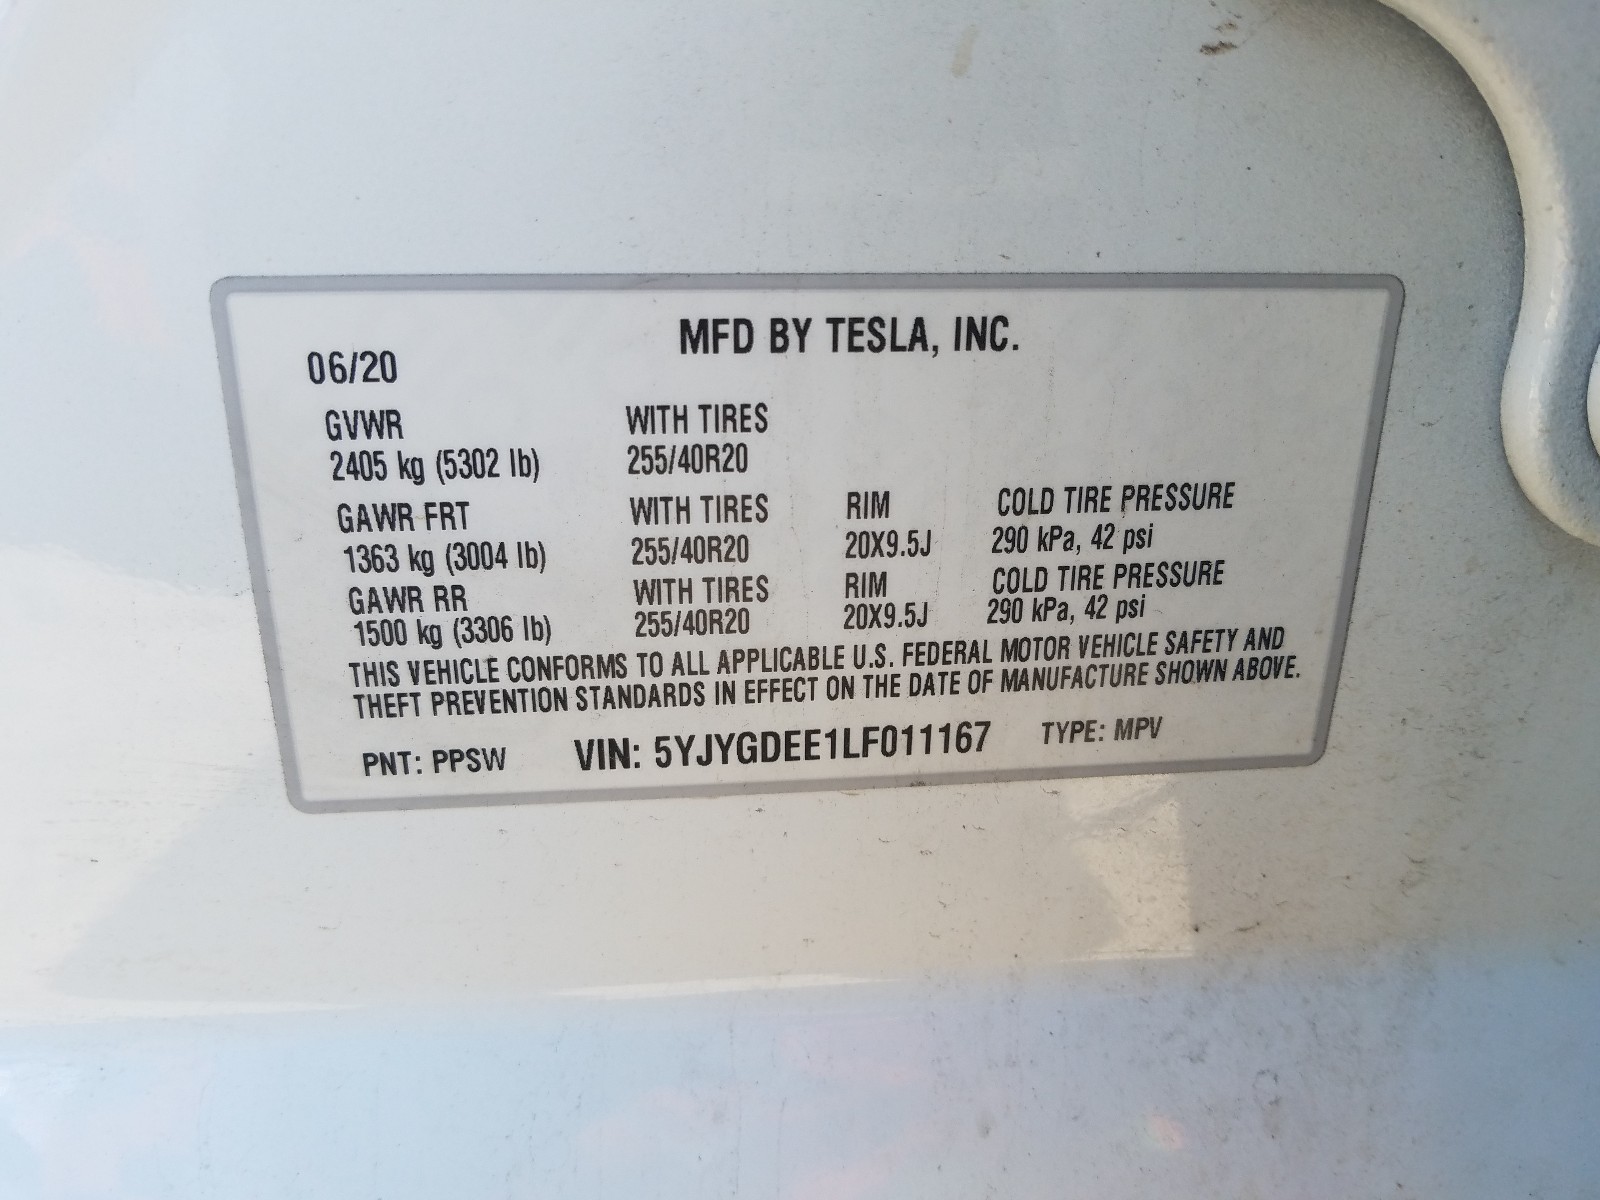 MFD BY TESLA, INC.
06/20
GVWR WITH TIRES
2405 kg (5302 lb) 255/40R20
GAWR FRT WITH TIRES RIM COLD TIRE PRESSURE
1363 kg (3004 lb) 255/40R20 20X9.5J 290 kPa, 42 psi
GAWR RR WITH TIRES RIM COLD TIRE PRESSURE
1500 kg (3306 lb) 255/40R20 20X9.5J 290 kPa, 42 psi
THIS VEHICLE CONFORMS TO ALL APPLICABLE U.S. FEDERAL MOTOR VEHICLE SAFETY AND
THEFT PREVENTION STANDARDS IN EFFECT ON THE DATE OF MANUFACTURE SHOWN ABOVE.
PNT: PPSW VIN: 5YJYGDEE1LF011167 TYPE: MPV